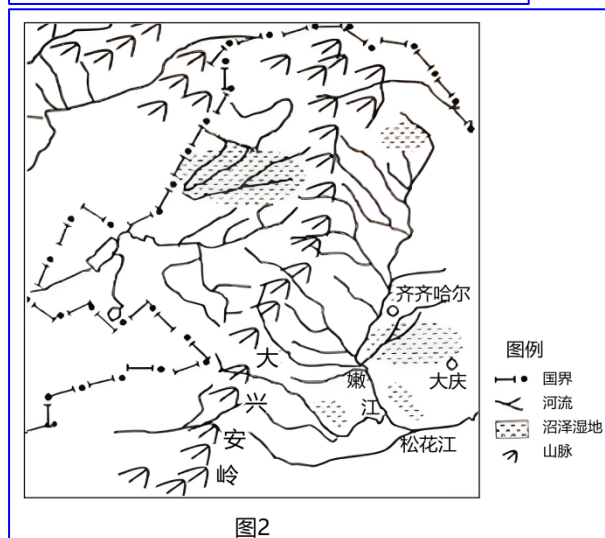 齐齐哈尔
大庆
大
兴
安
岭
嫩
江
松花江
图例
国界
河流
沼泽湿地
山脉
图2